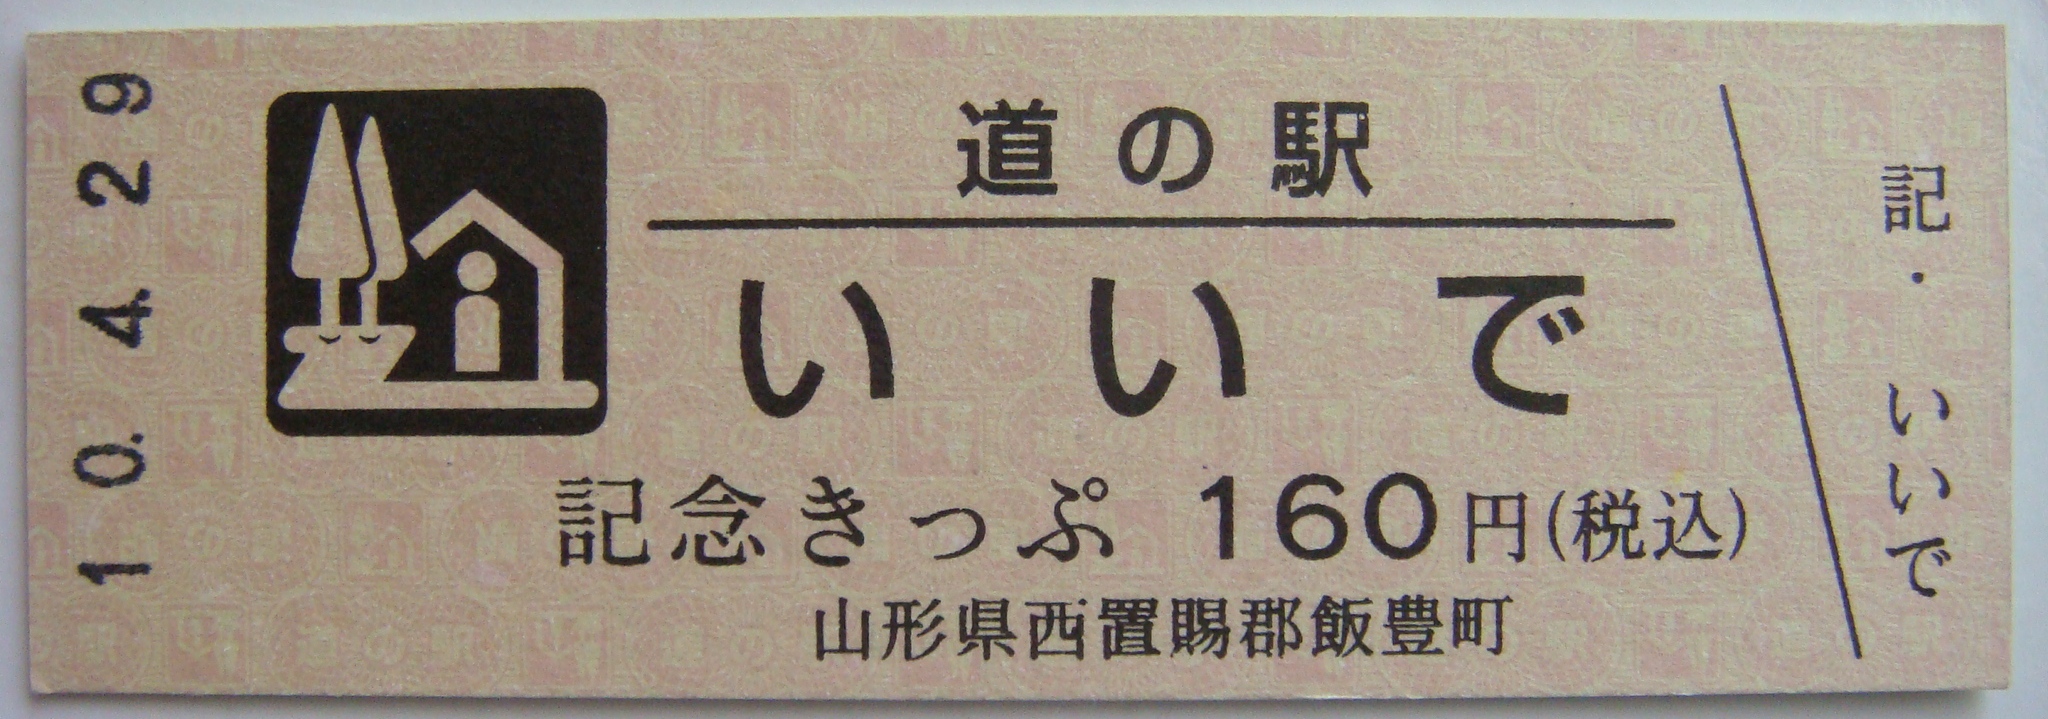 10.4.29
道の駅
いいで
記念きっぷ 160円(税込)
山形県西置賜郡飯豊町
記・いいで